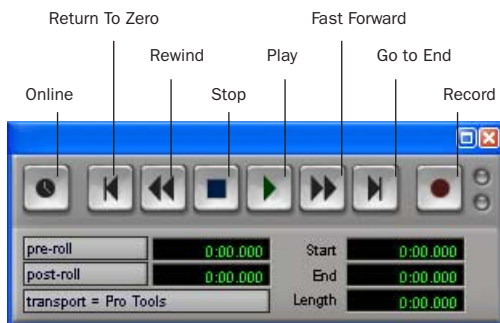 Return To Zero Fast Forward
Rewind Play Go to End
Online Stop Record
pre-roll 0:00.000 Start 0:00.000
post-roll 0:00.000 End 0:00.000
transport = Pro Tools Length 0:00.000